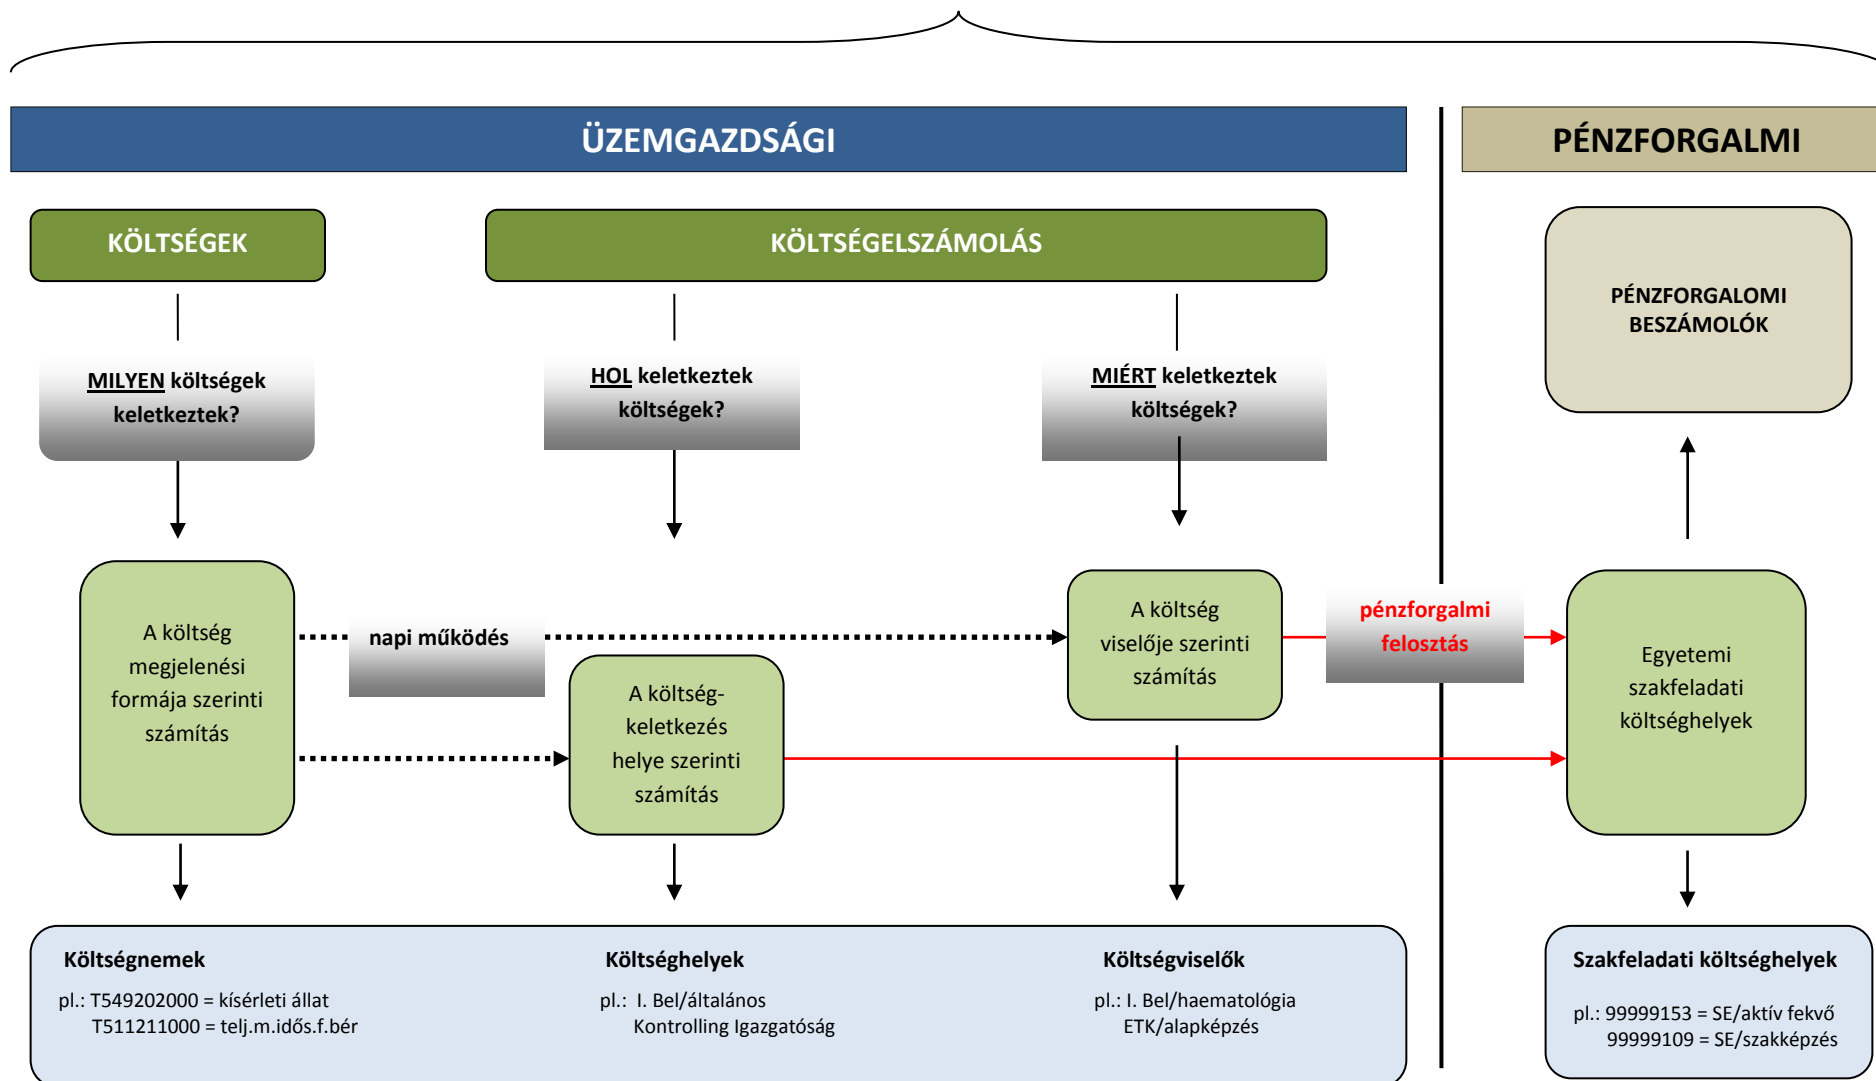 ÜZEMGAZDSÁGI
PÉNZFORGALMI
KÖLTSÉGEK
KÖLTSÉGELSZÁMOLÁS
PÉNZFORGALOMI
BESZÁMOLÓK
MILYEN költségek
keletkeztek?
HOL keletkeztek
költségek?
MIÉRT keletkeztek
költségek?
A költség
megjelenési
formája szerinti
számítás
napi működés
A költség-
keletkezés
helye szerinti
számítás
A költség
viselője szerinti
számítás
pénzforgalmi
felosztás
Egyetemi
szakfeladati
költséghelyek
Költségnemek
pl.: T549202000 = kísérleti állat
T511211000 = telj.m.idős.f.bér
Költséghelyek
pl.: I. Bel/általános
Kontrolling Igazgatóság
Költségviselők
pl.: I. Bel/haematológia
ETK/alapképzés
Szakfeladati költséghelyek
pl.: 99999153 = SE/aktív fekvő
99999109 = SE/szakképzés